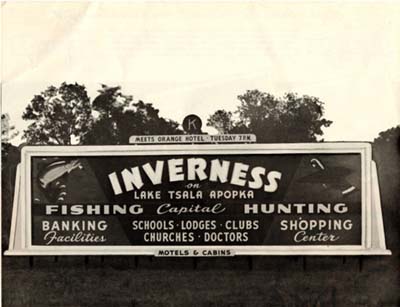 K
MEETS ORANGE HOTEL · TUESDAY 7 P.M.
INVERNESS
on
LAKE TSALA APOPKA
FISHING Capital HUNTING
BANKING Facilities
SCHOOLS · LODGES · CLUBS
CHURCHES · DOCTORS
SHOPPING Center
MOTELS & CABINS